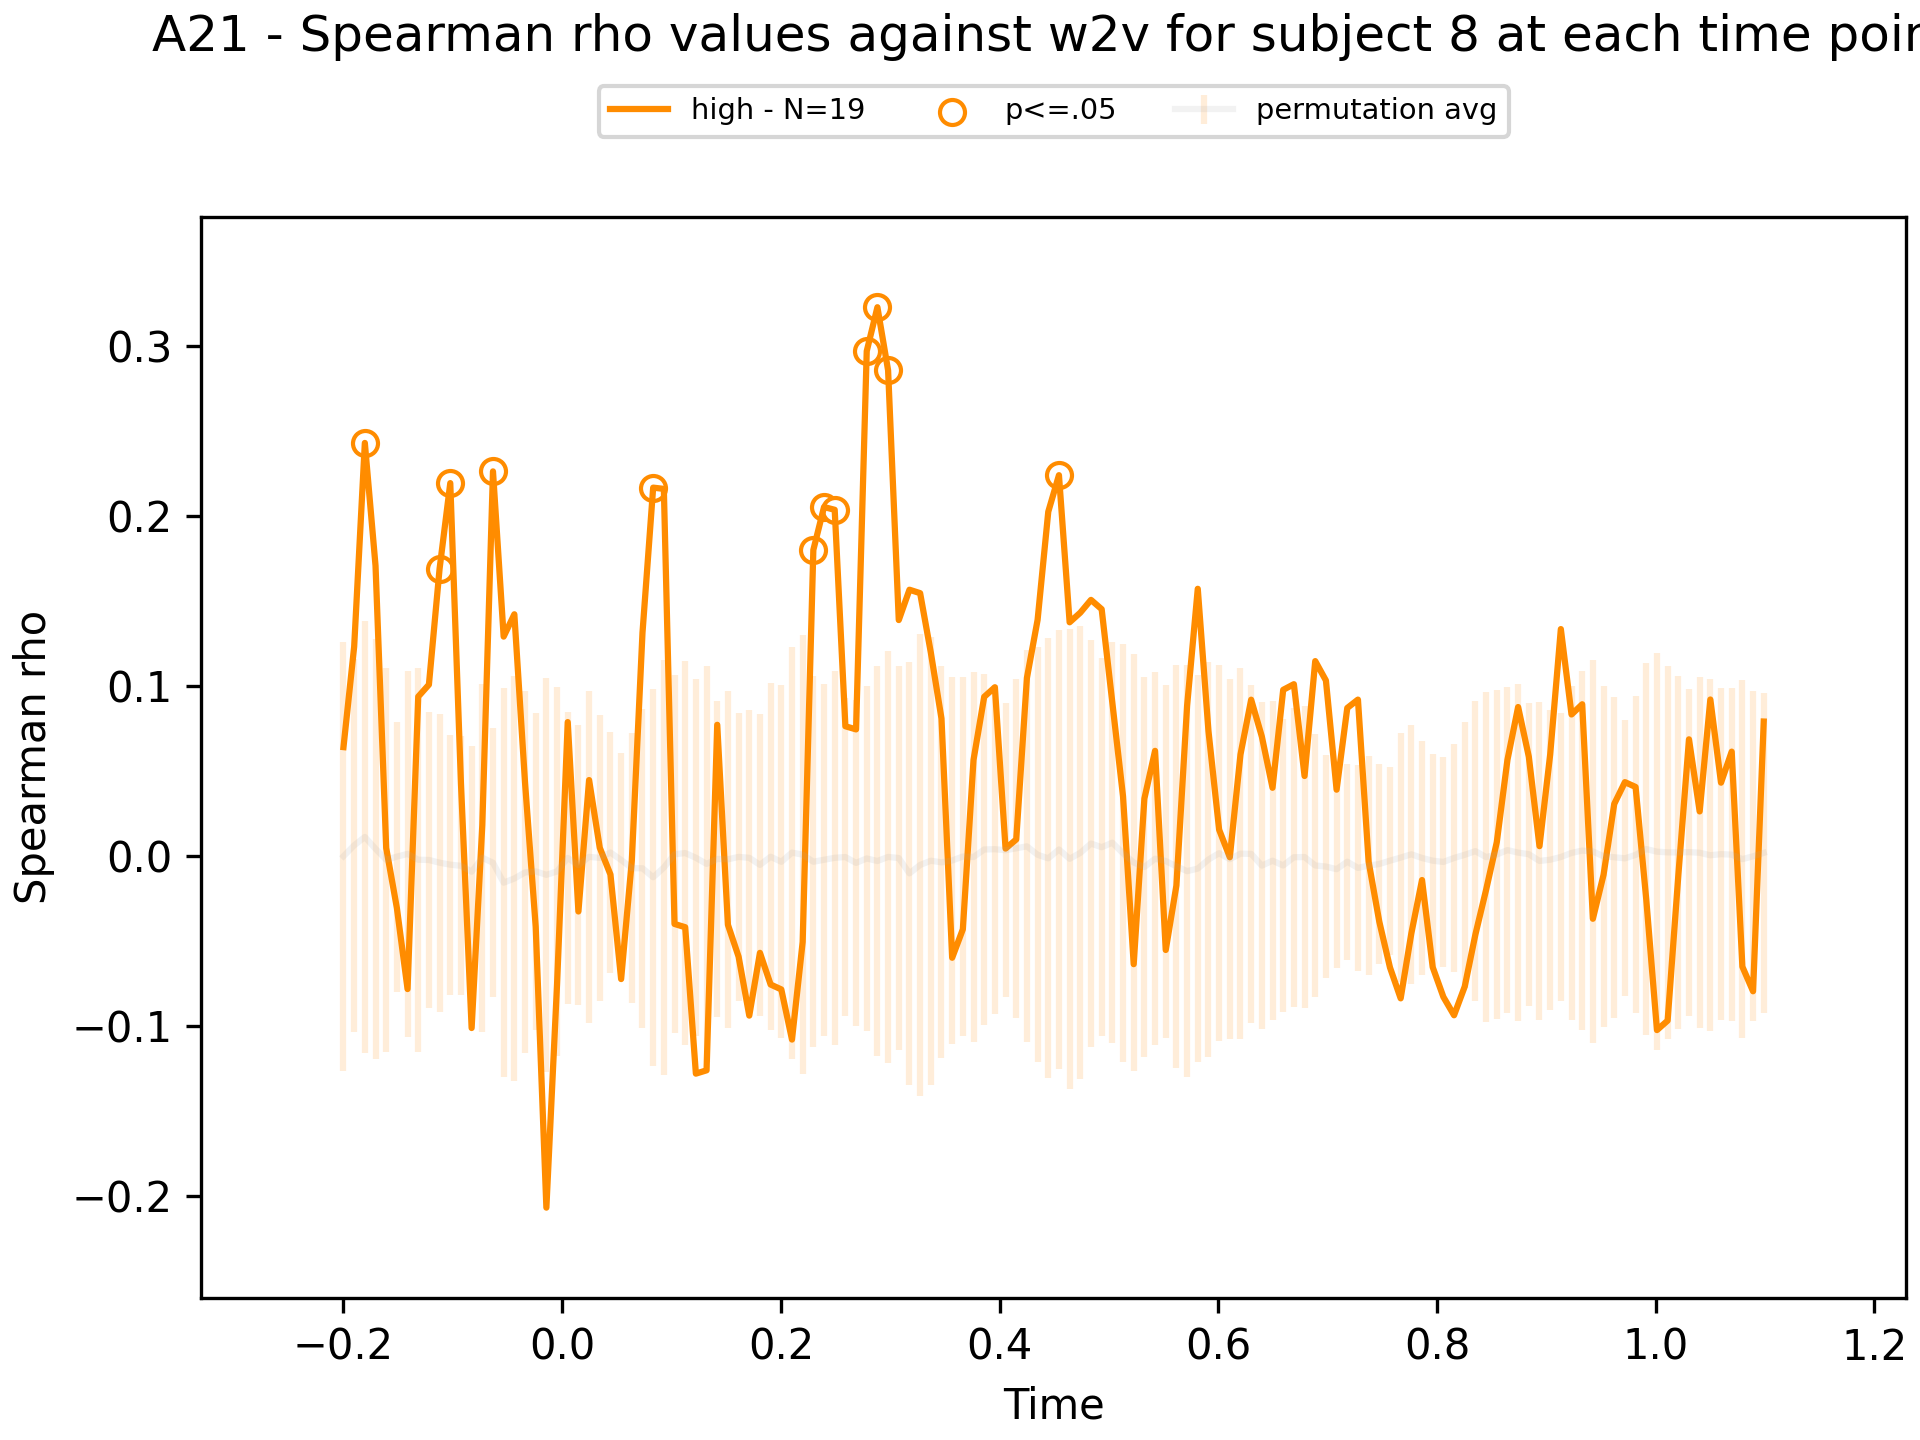 A21 - Spearman rho values against w2v for subject 8 at each time poin
high - N=19 p<=.05 permutation avg
0.3
0.2
0.1
0.0
−0.1
−0.2
Spearman rho
−0.2 0.0 0.2 0.4 0.6 0.8 1.0 1.2
Time